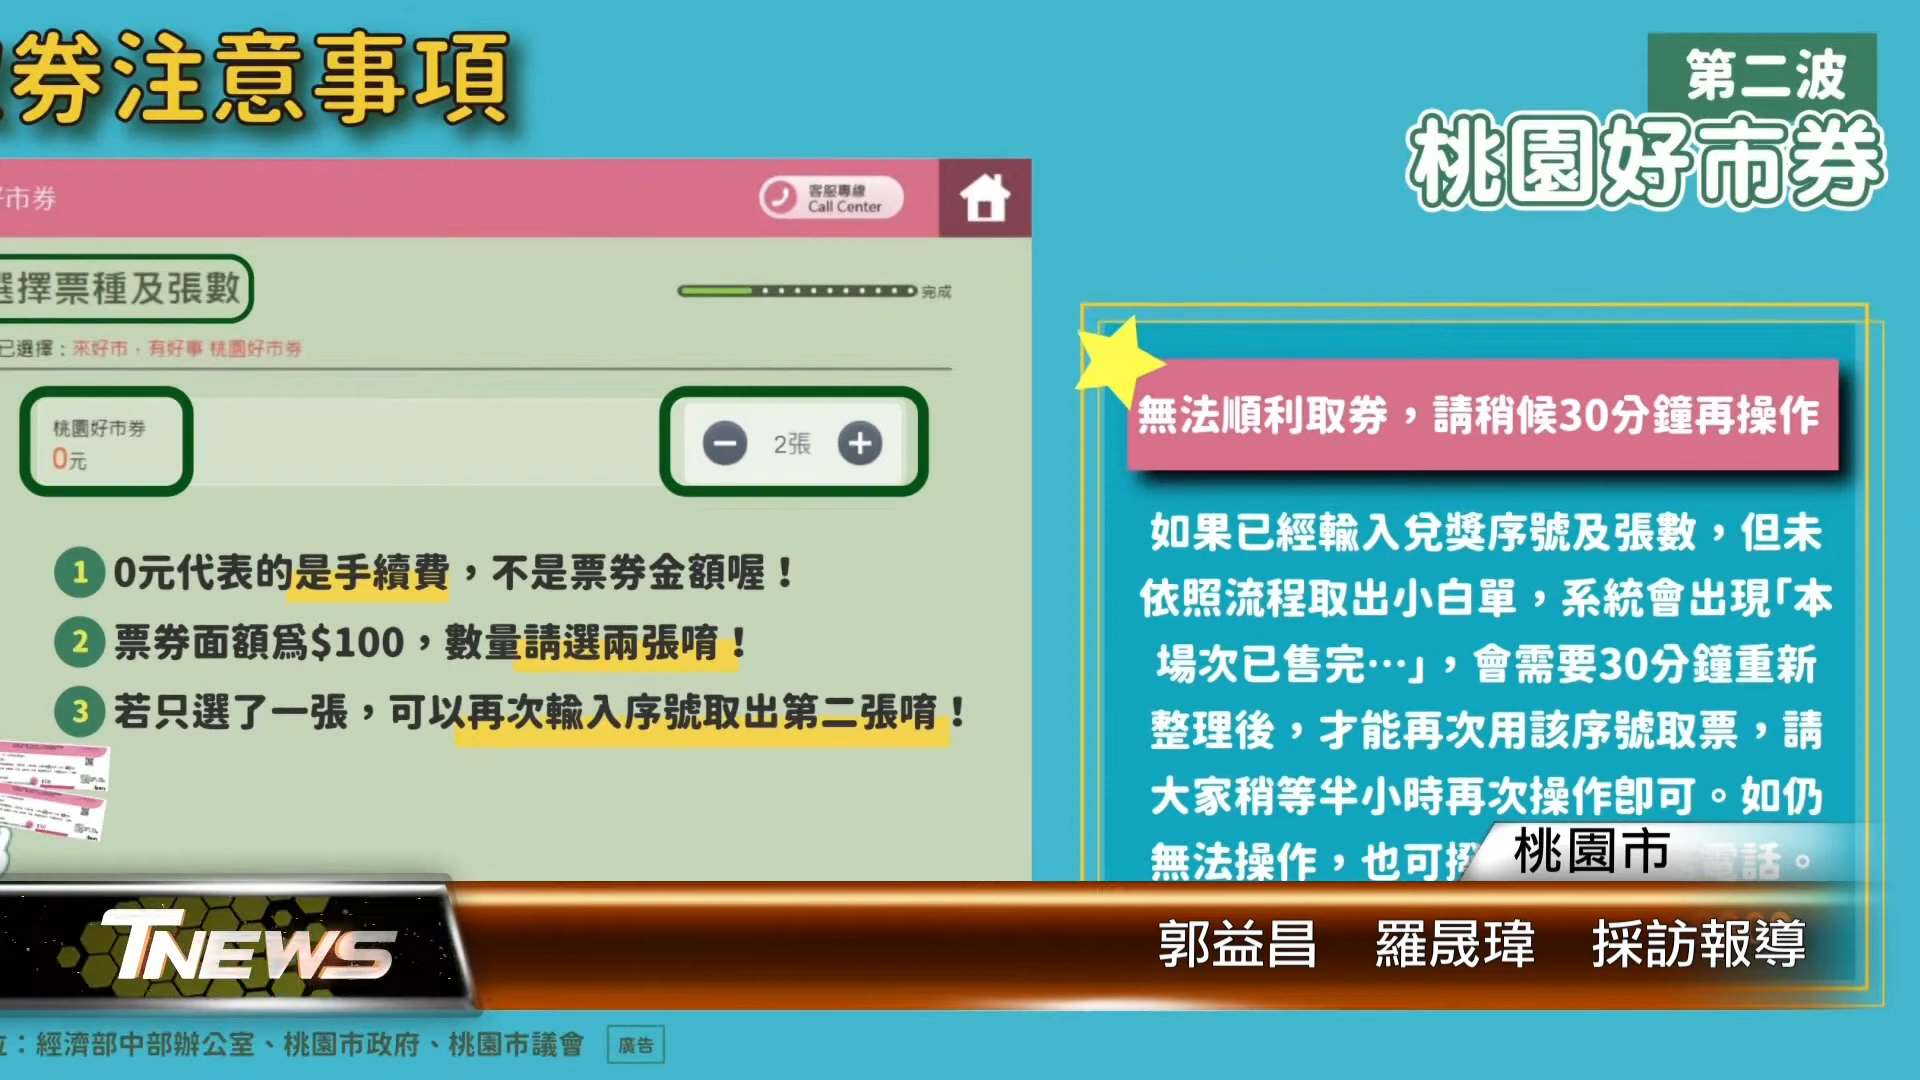 券注意事項
第二波
桃園好市券
好市券
客服專線
Call Center
選擇票種及張數
完成
已選擇：來好市，有好事 桃園好市券
桃園好市券
0元
2張
1 0元代表的是手續費，不是票券金額喔！
2 票券面額為$100，數量請選兩張唷！
3 若只選了一張，可以再次輸入序號取出第二張唷！
無法順利取券，請稍候30分鐘再操作
如果已經輸入兌獎序號及張數，但未
依照流程取出小白單，系統會出現「本
場次已售完…」，會需要30分鐘重新
整理後，才能再次用該序號取票，請
大家稍等半小時再次操作即可。如仍
無法操作，也可撥 電話。
桃園市
TNEWS
郭益昌 羅晟瑋 採訪報導
位：經濟部中部辦公室、桃園市政府、桃園市議會 廣告